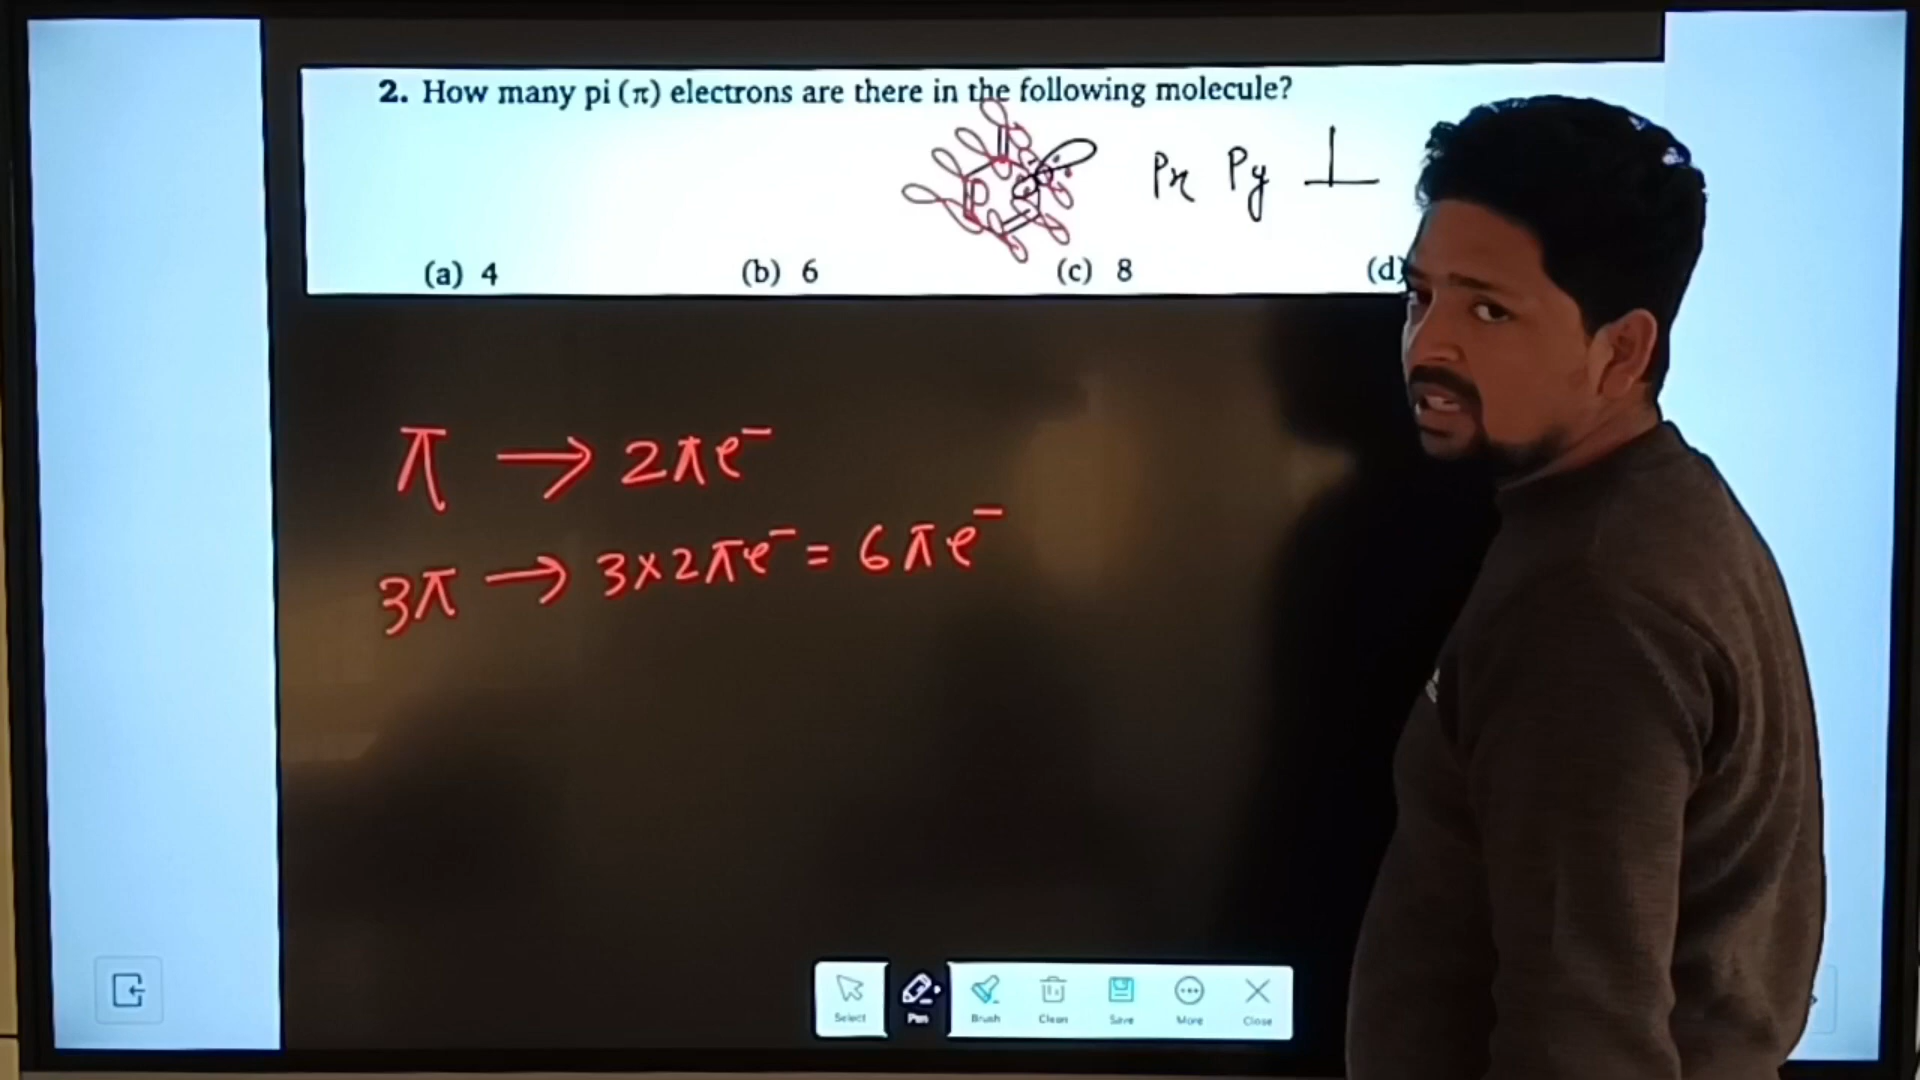 2. How many pi (π) electrons are there in the following molecule?
Px Py ⊥
(a) 4 (b) 6 (c) 8 (d)
π → 2πe⁻
3π → 3×2πe⁻ = 6πe⁻
Select Pen Brush Clean Save More Close